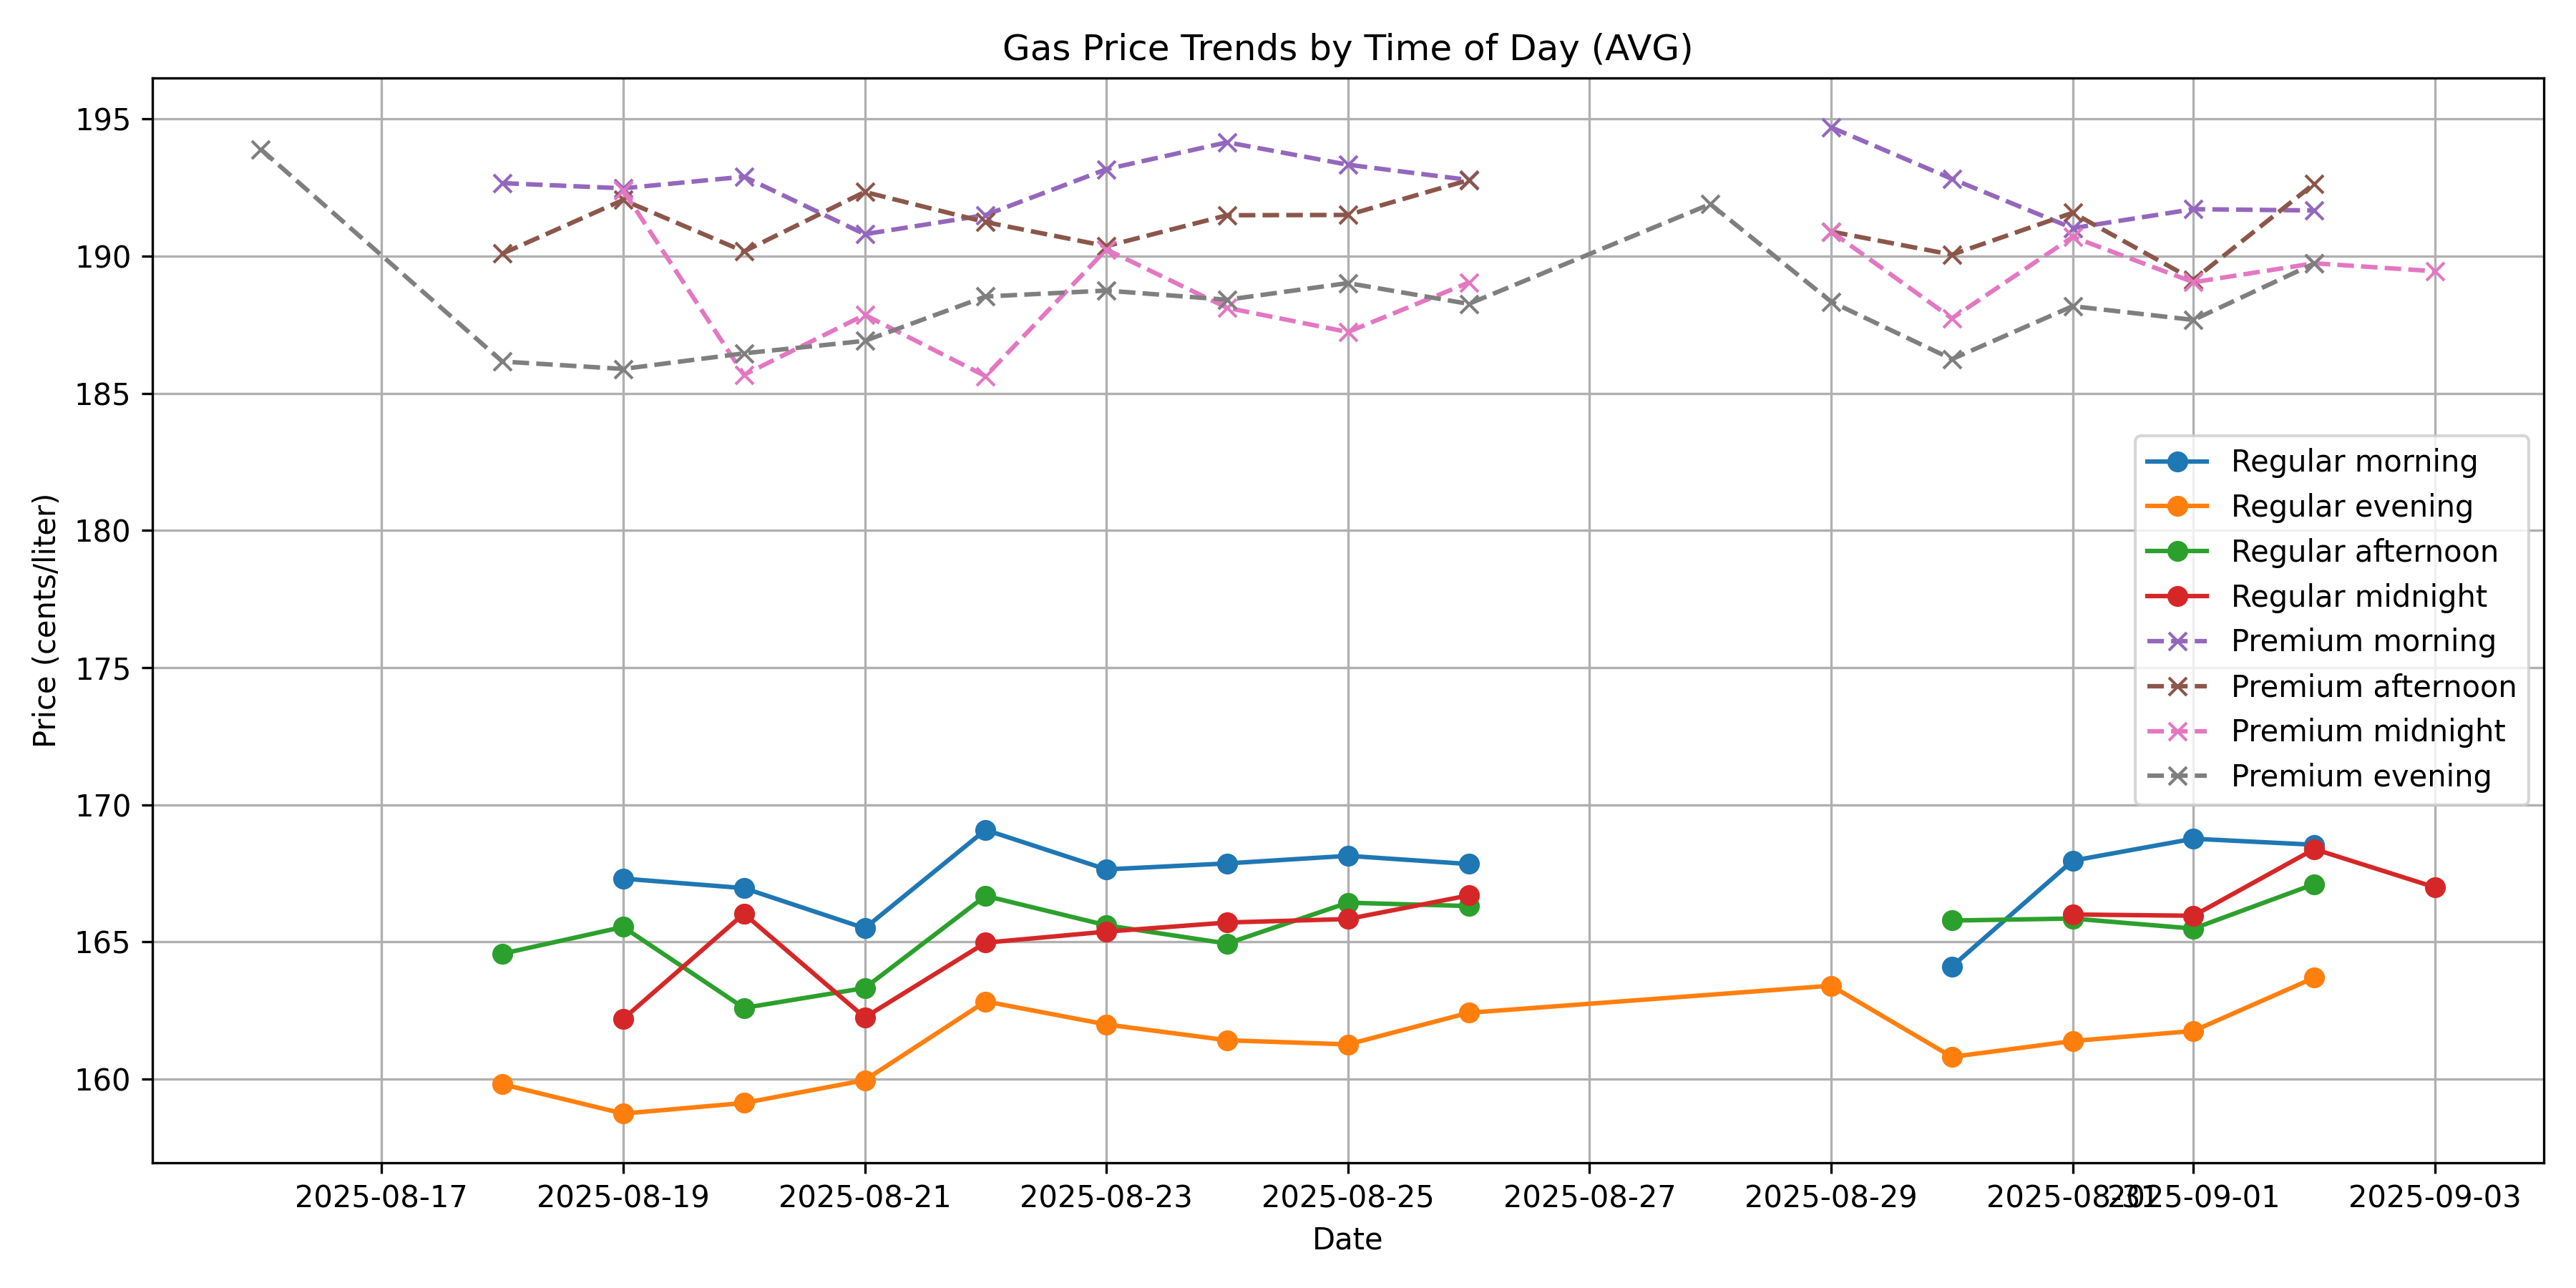 Gas Price Trends by Time of Day (AVG)
Price (cents/liter)
195
190
185
180
175
170
165
160
Regular morning
Regular evening
Regular afternoon
Regular midnight
Premium morning
Premium afternoon
Premium midnight
Premium evening
2025-08-17 2025-08-19 2025-08-21 2025-08-23 2025-08-25 2025-08-27 2025-08-29 2025-08-31 2025-09-01 2025-09-03
Date